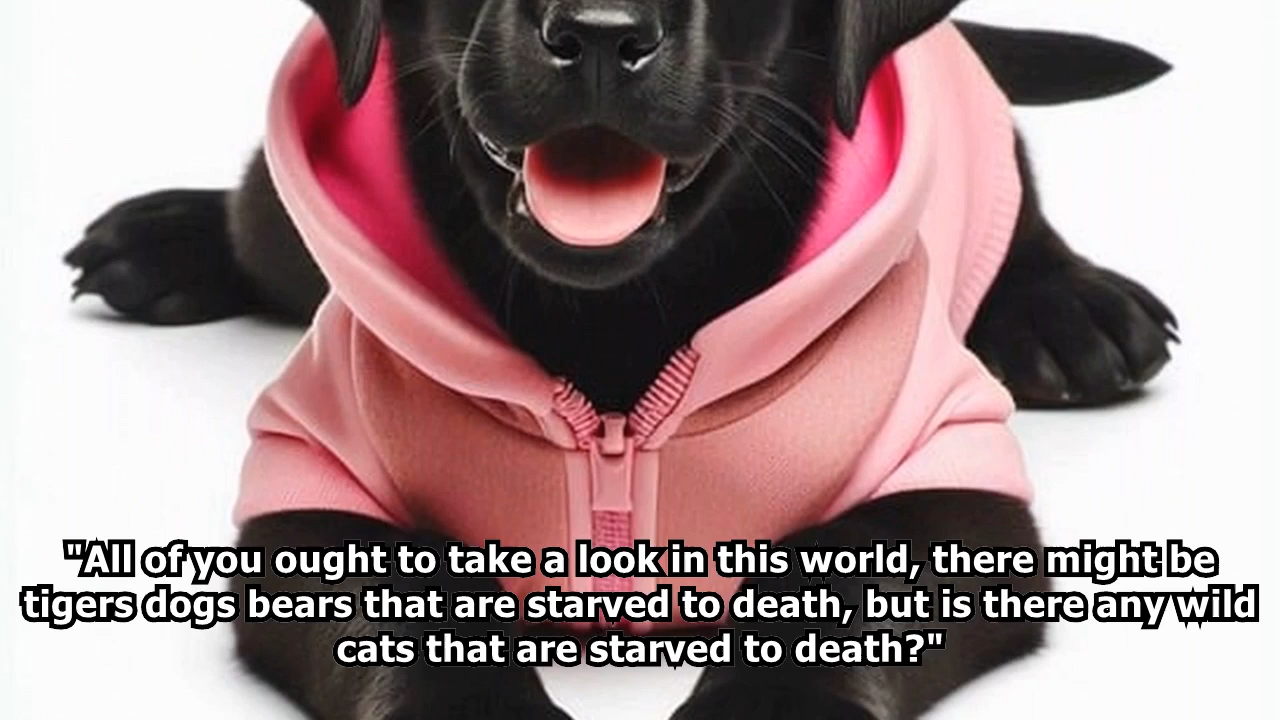 "All of you ought to take a look in this world, there might be
tigers dogs bears that are starved to death, but is there any wild
cats that are starved to death?"